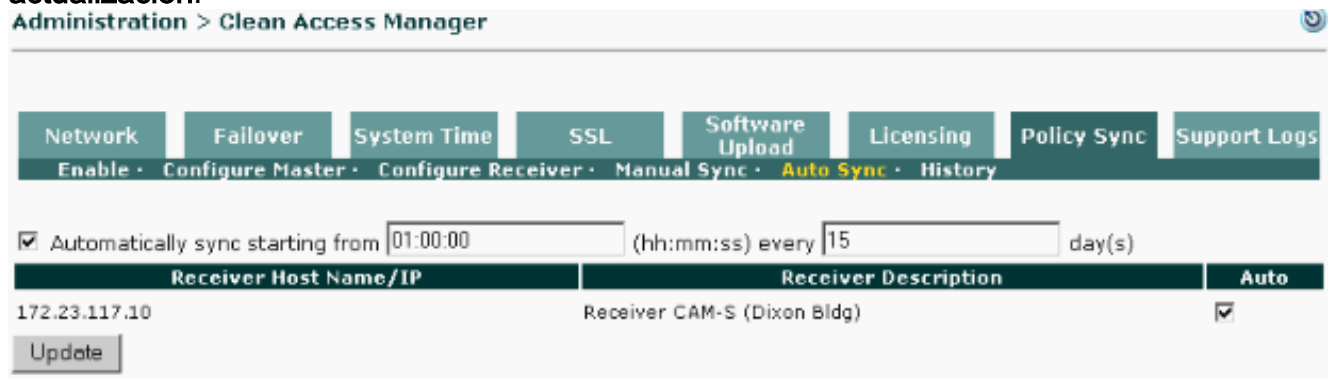 actualización.
Administration > Clean Access Manager
Network Failover System Time SSL Software Upload Licensing Policy Sync Support Logs
Enable · Configure Master · Configure Receiver · Manual Sync · Auto Sync · History
Automatically sync starting from 01:00:00 (hh:mm:ss) every 15 day(s)
Receiver Host Name/IP Receiver Description Auto
172.23.117.10 Receiver CAM-S (Dixon Bldg)
Update